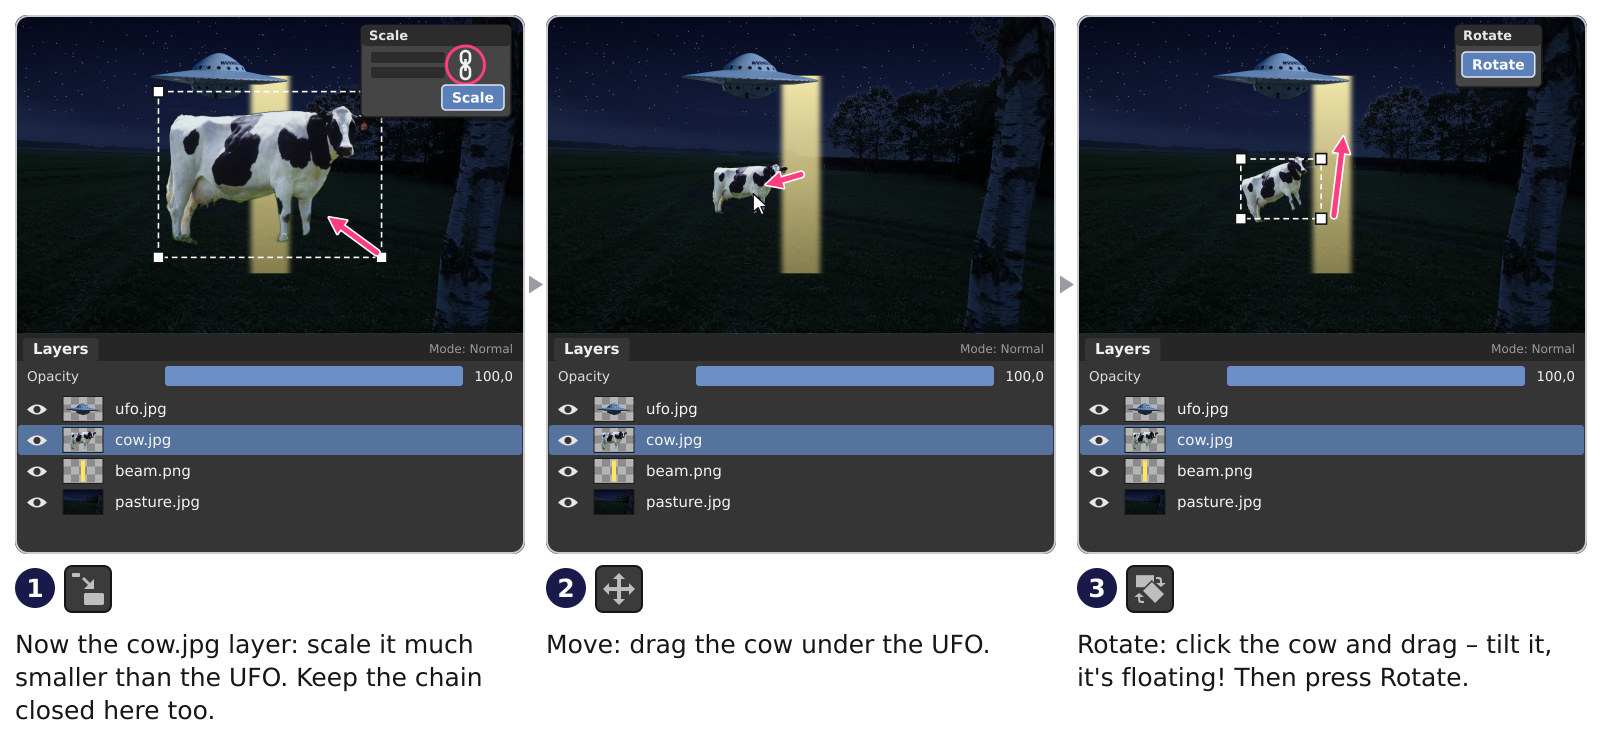 Scale
Scale
Layers
Mode: Normal
Opacity
100,0
ufo.jpg
cow.jpg
beam.png
pasture.jpg
1
Now the cow.jpg layer: scale it much
smaller than the UFO. Keep the chain
closed here too.
Layers
Mode: Normal
Opacity
100,0
ufo.jpg
cow.jpg
beam.png
pasture.jpg
2
Move: drag the cow under the UFO.
Rotate
Rotate
Layers
Mode: Normal
Opacity
100,0
ufo.jpg
cow.jpg
beam.png
pasture.jpg
3
Rotate: click the cow and drag – tilt it,
it's floating! Then press Rotate.